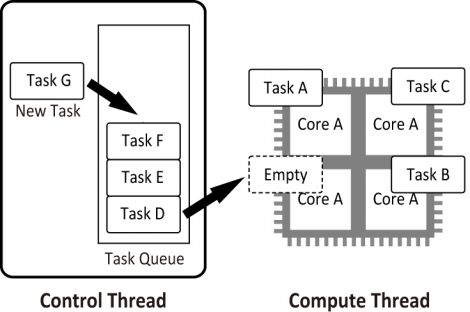 Task G
New Task
Task F
Task E
Task D
Task Queue
Control Thread
Task A
Task C
Core A
Core A
Empty
Task B
Core A
Core A
Compute Thread